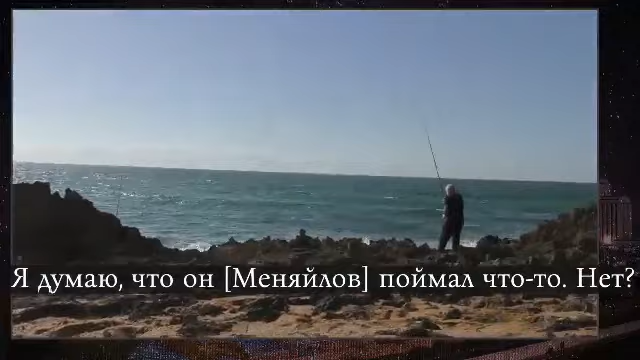 Я думаю, что он [Меняйлов] поймал что-то. Нет?